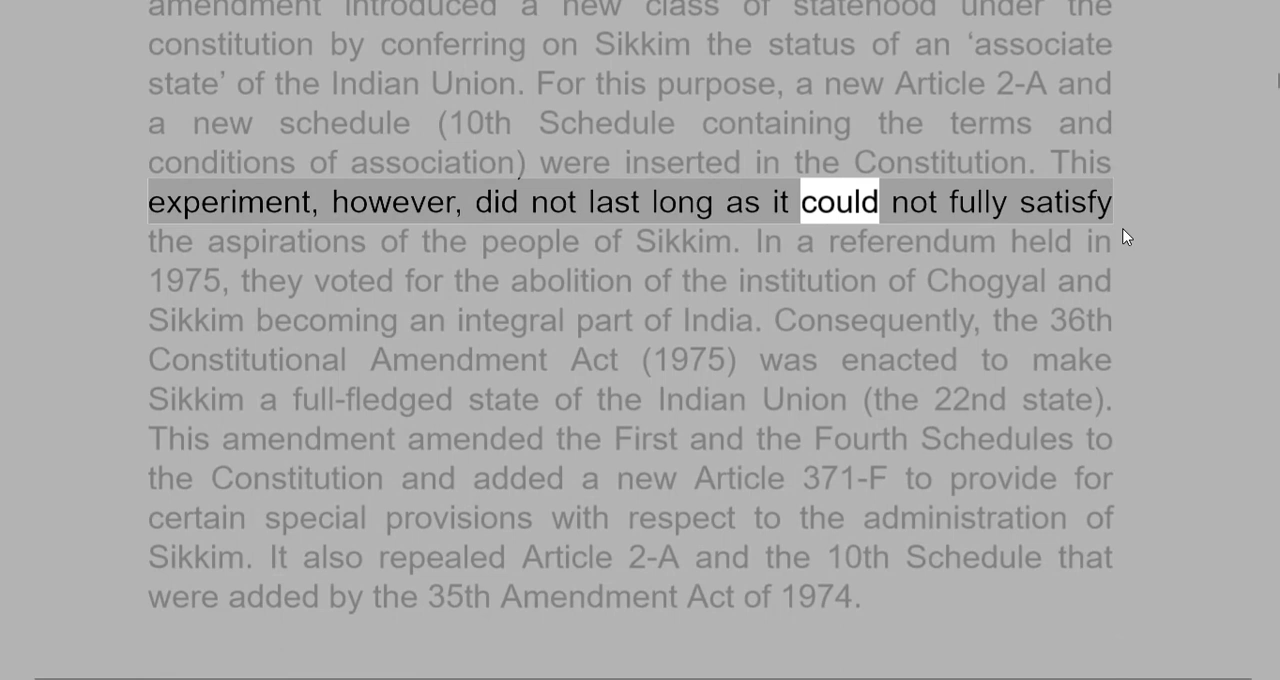 amendment introduced a new class of statehood under the
constitution by conferring on Sikkim the status of an ‘associate
state’ of the Indian Union. For this purpose, a new Article 2-A and
a new schedule (10th Schedule containing the terms and
conditions of association) were inserted in the Constitution. This
experiment, however, did not last long as it could not fully satisfy
the aspirations of the people of Sikkim. In a referendum held in
1975, they voted for the abolition of the institution of Chogyal and
Sikkim becoming an integral part of India. Consequently, the 36th
Constitutional Amendment Act (1975) was enacted to make
Sikkim a full-fledged state of the Indian Union (the 22nd state).
This amendment amended the First and the Fourth Schedules to
the Constitution and added a new Article 371-F to provide for
certain special provisions with respect to the administration of
Sikkim. It also repealed Article 2-A and the 10th Schedule that
were added by the 35th Amendment Act of 1974.